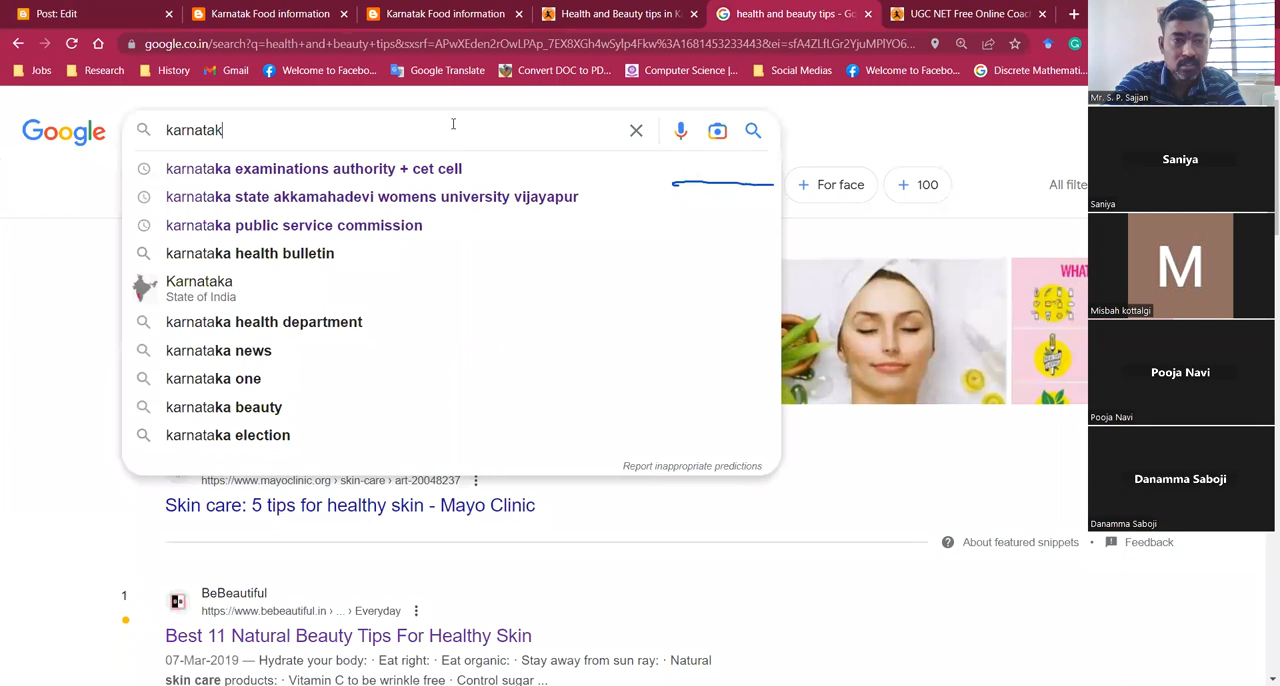 Post: Edit
Karnatak Food information
Karnatak Food information
Health and Beauty tips in K
health and beauty tips - Go
UGC NET Free Online Coac
google.co.in/search?q=health+and+beauty+tips&sxsrf=APwXEden2rOwLPAp_7EX8XGh4wSylp4Fkw%3A1681453233443&ei=sfA4ZLfLGr2YjuMPlYO6...
Jobs
Research
History
Gmail
Welcome to Facebo...
Google Translate
Convert DOC to PD...
Computer Science |...
Social Medias
Welcome to Facebo...
Discrete Mathemati...
Google
karnatak
karnataka examinations authority + cet cell
karnataka state akkamahadevi womens university vijayapur
karnataka public service commission
karnataka health bulletin
Karnataka
State of India
karnataka health department
karnataka news
karnataka one
karnataka beauty
karnataka election
Report inappropriate predictions
+ For face
+ 100
All filte
WHA
https://www.mayoclinic.org › skin-care › art-20048237
Skin care: 5 tips for healthy skin - Mayo Clinic
About featured snippets
Feedback
1
BeBeautiful
https://www.bebeautiful.in › ... › Everyday
Best 11 Natural Beauty Tips For Healthy Skin
07-Mar-2019 — Hydrate your body: · Eat right: · Eat organic: · Stay away from sun ray: · Natural
skin care products: · Vitamin C to be wrinkle free · Control sugar ...
Mr. S. P. Sajjan
Saniya
Saniya
M
Misbah kottalgi
Pooja Navi
Pooja Navi
Danamma Saboji
Danamma Saboji